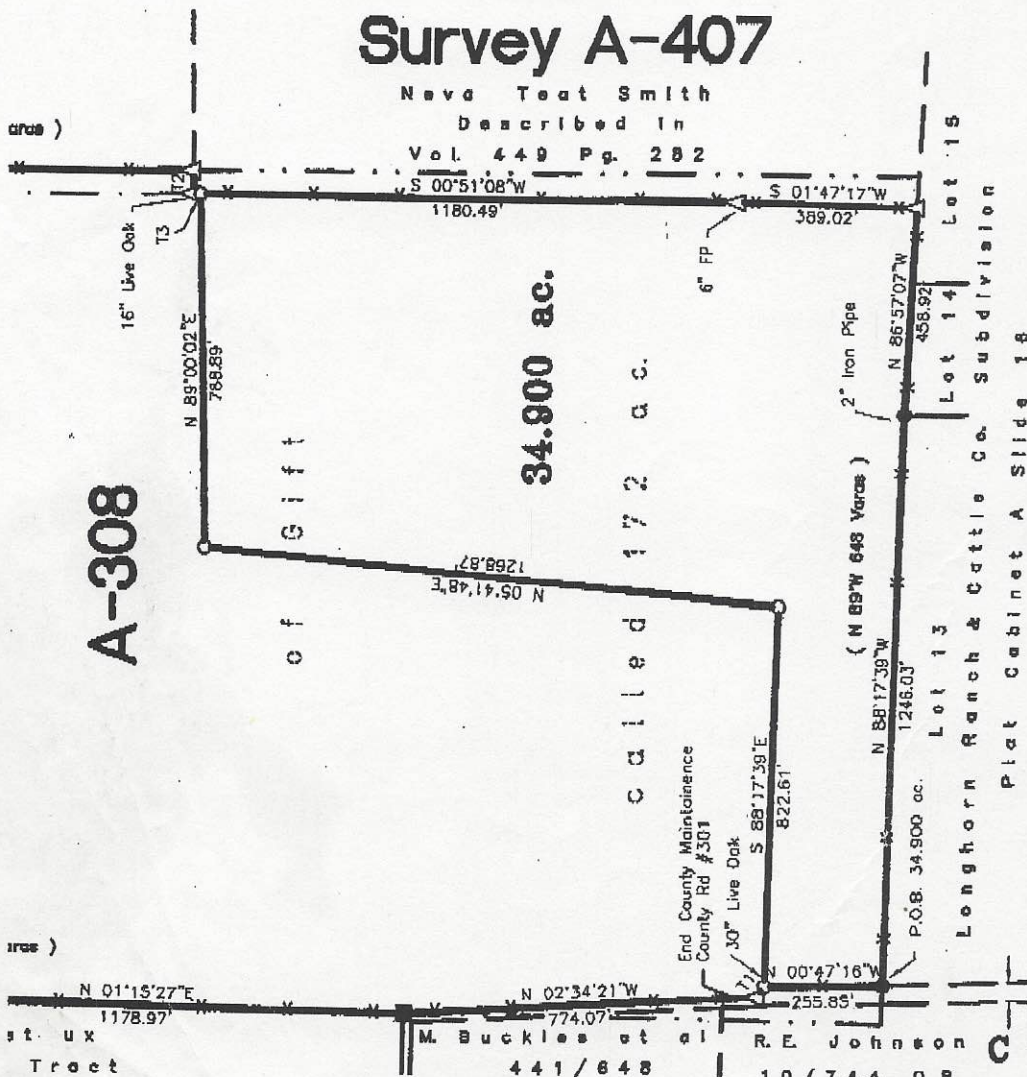 Survey A-407
Neva Teat Smith
Described in
Vol. 449 Pg. 282
T2
S 00°51'08"W
1180.49'
S 01°47'17"W
389.02'
16" Live Oak
T3
6" FP
N 89°00'02"E
788.89'
34.900 ac.
N 86°57'07"W
458.92'
2" Iron Pipe
Lot 15
Lot 14
A-308
of Gift
called 172 ac.
N 05°41'48"E
1268.87'
( N 89°W 648 Varas )
N 88°17'39"W
1246.03'
Lot 13
Longhorn Ranch & Cattle Co. Subdivision
Plat Cabinet A Slide 18
S 88°17'39"E
822.61'
End County Maintainence
County Rd #301
30" Live Oak
P.O.B. 34.900 ac.
T1
N 00°47'16"W
255.85'
N 01°15'27"E
1178.97'
N 02°34'21"W
774.07'
st ux
Tract
M. Buckles et al
441/648
R.E. Johnson
C